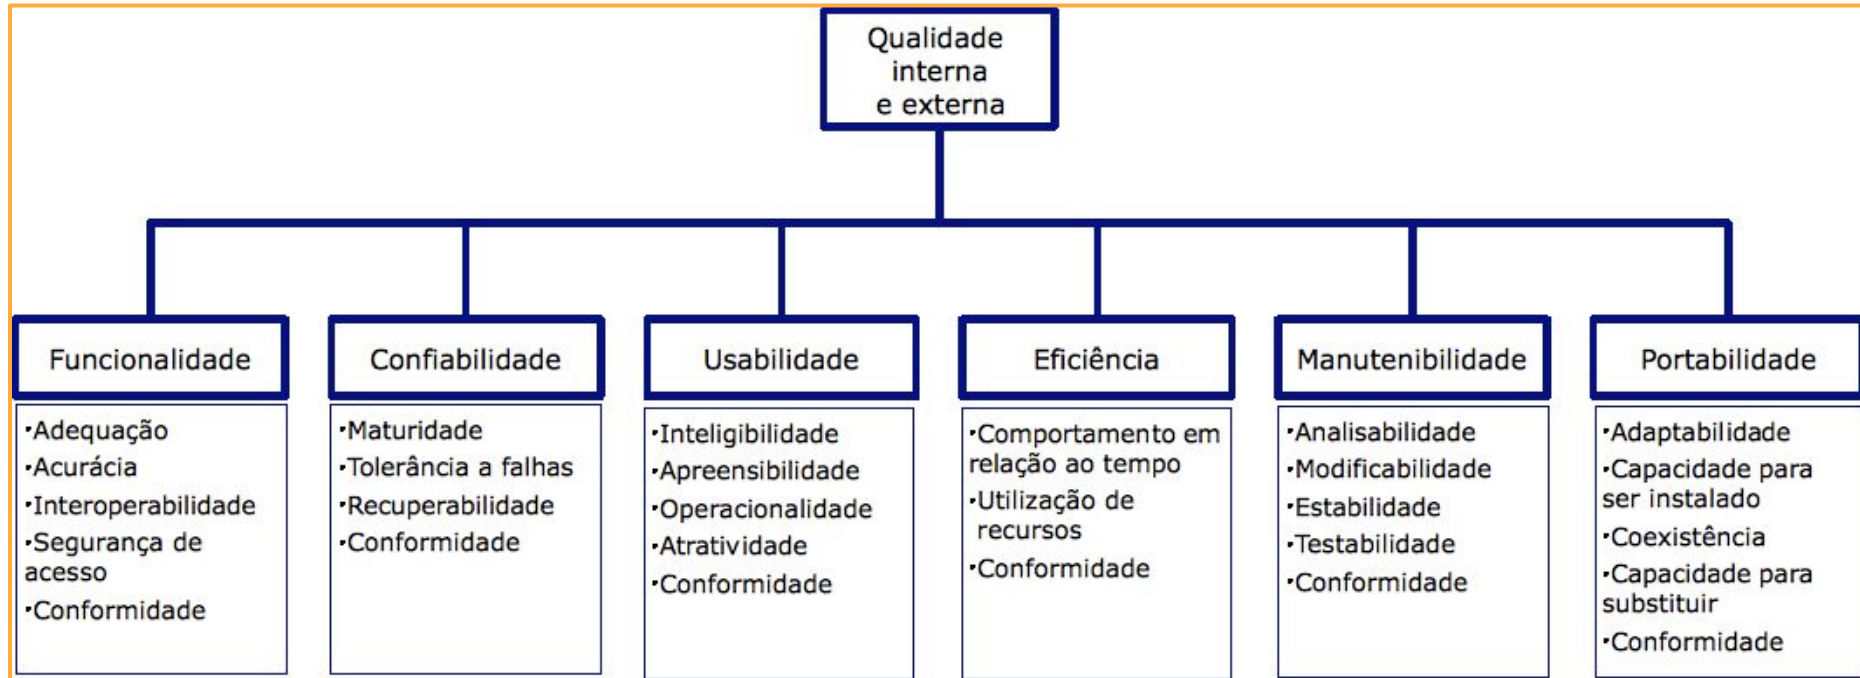 Qualidade
interna
e externa
Funcionalidade
·Adequação
·Acurácia
·Interoperabilidade
·Segurança de
acesso
·Conformidade
Confiabilidade
·Maturidade
·Tolerância a falhas
·Recuperabilidade
·Conformidade
Usabilidade
·Inteligibilidade
·Apreensibilidade
·Operacionalidade
·Atratividade
·Conformidade
Eficiência
·Comportamento em
relação ao tempo
·Utilização de
recursos
·Conformidade
Manutenibilidade
·Analisabilidade
·Modificabilidade
·Estabilidade
·Testabilidade
·Conformidade
Portabilidade
·Adaptabilidade
·Capacidade para
ser instalado
·Coexistência
·Capacidade para
substituir
·Conformidade